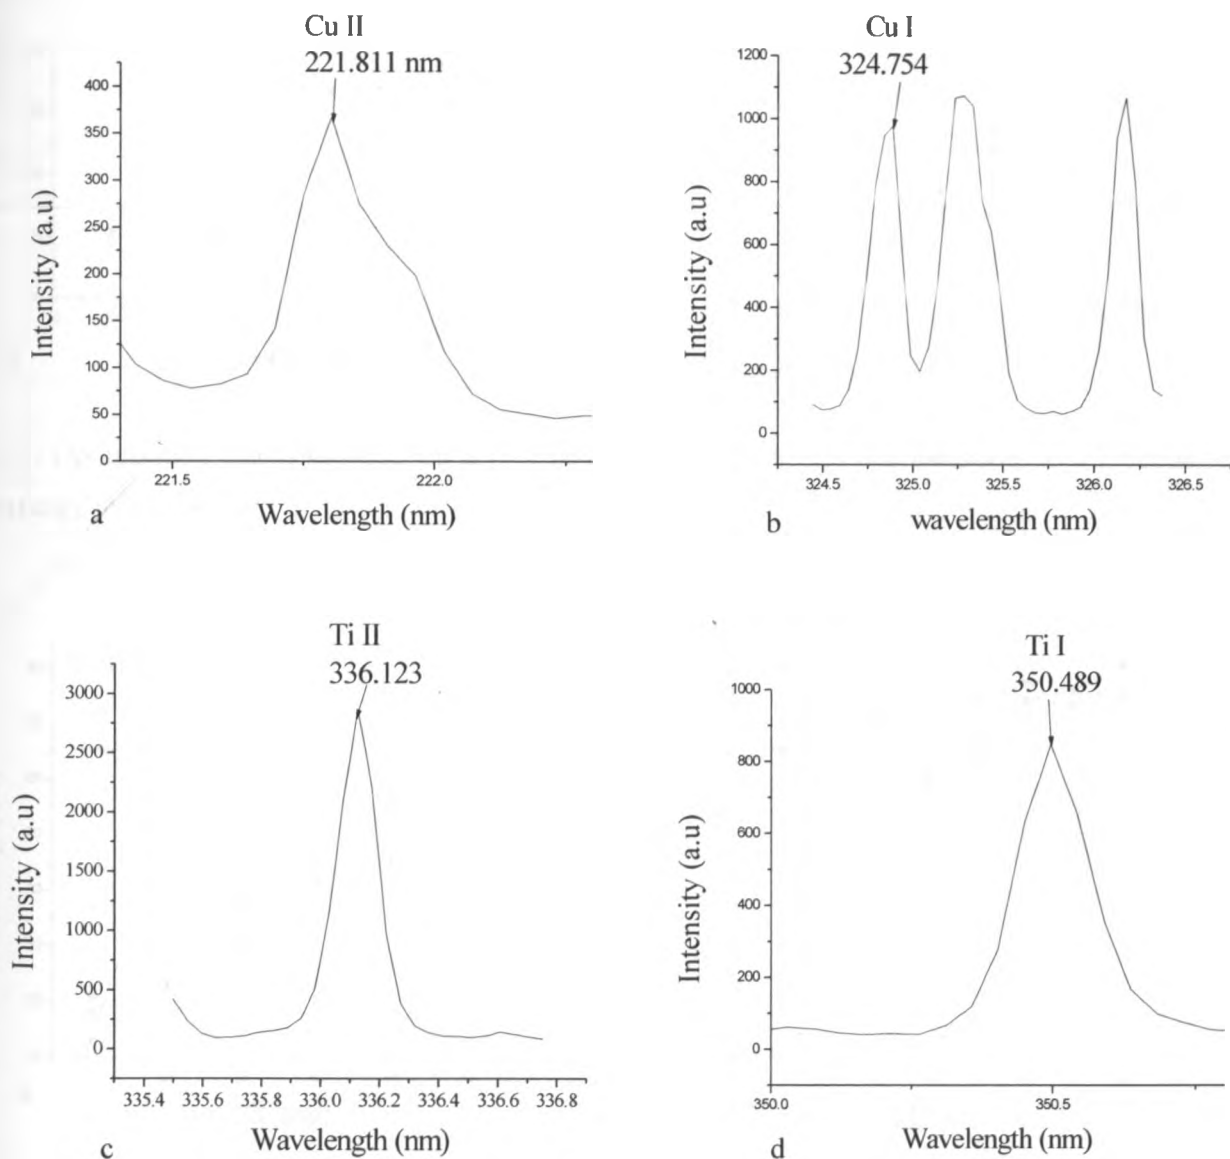 Cu II
221.811 nm
400
350
300
250
200
150
100
50
0
Intensity (a.u)
221.5 222.0
a Wavelength (nm)
Cu I
324.754
1200
1000
800
600
400
200
0
Intensity (a.u)
324.5 325.0 325.5 326.0 326.5
b wavelength (nm)
Ti II
336.123
3000
2500
2000
1500
1000
500
0
Intensity (a.u)
335.4 335.6 335.8 336.0 336.2 336.4 336.6 336.8
c Wavelength (nm)
Ti I
350.489
1000
800
600
400
200
0
Intensity (a.u)
350.0 350.5
d Wavelength (nm)